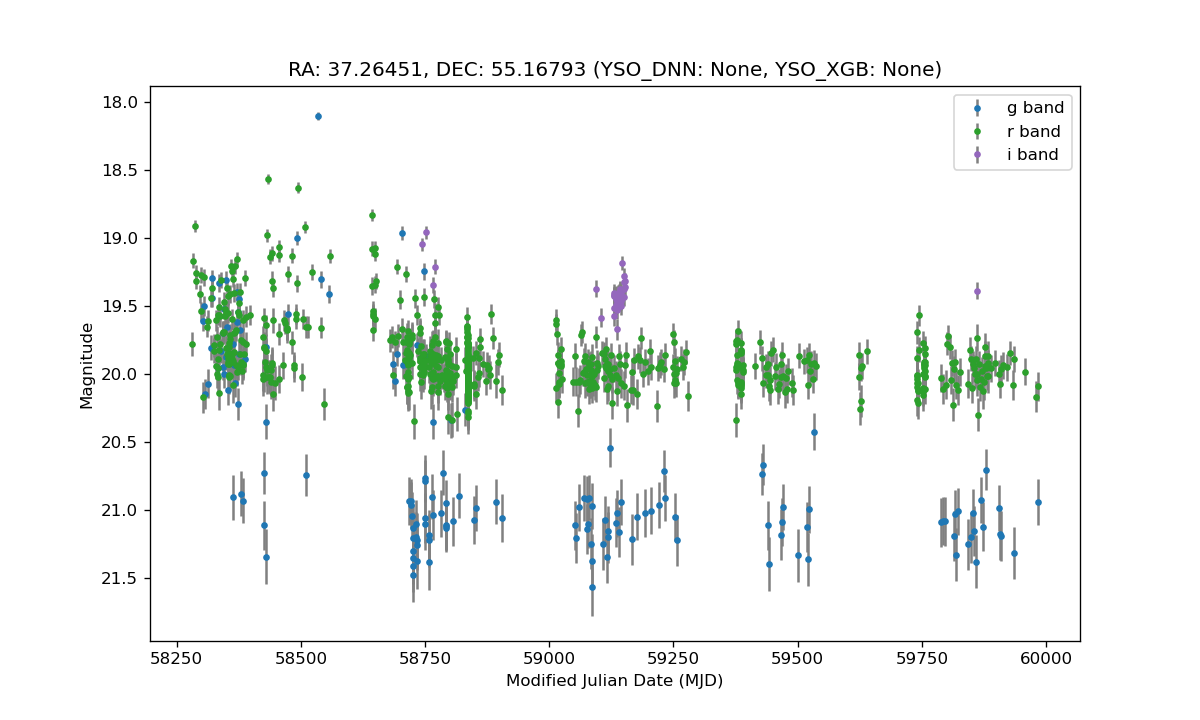 RA: 37.26451, DEC: 55.16793 (YSO_DNN: None, YSO_XGB: None)
g band
r band
i band
18.0
18.5
19.0
19.5
20.0
20.5
21.0
21.5
Magnitude
58250 58500 58750 59000 59250 59500 59750 60000
Modified Julian Date (MJD)